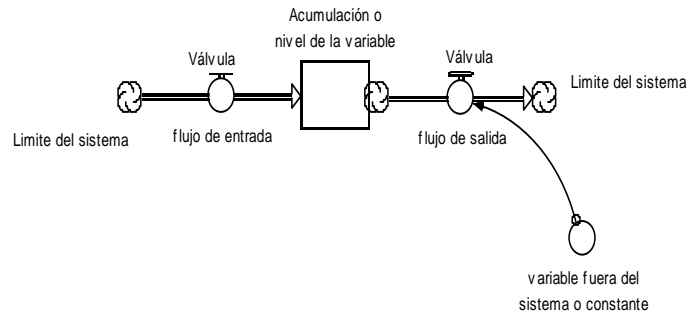 Acumulación o
nivel de la variable
Válvula
Válvula
Limite del sistema
Limite del sistema
flujo de entrada
flujo de salida
variable fuera del
sistema o constante